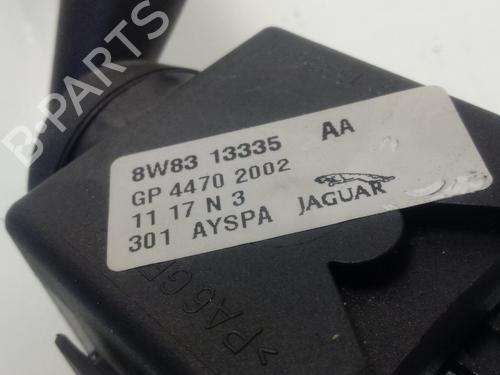 B-PARTS
8W83 13335 AA
GP 4470 2002
11 17 N 3
301 AYSPA JAGUAR